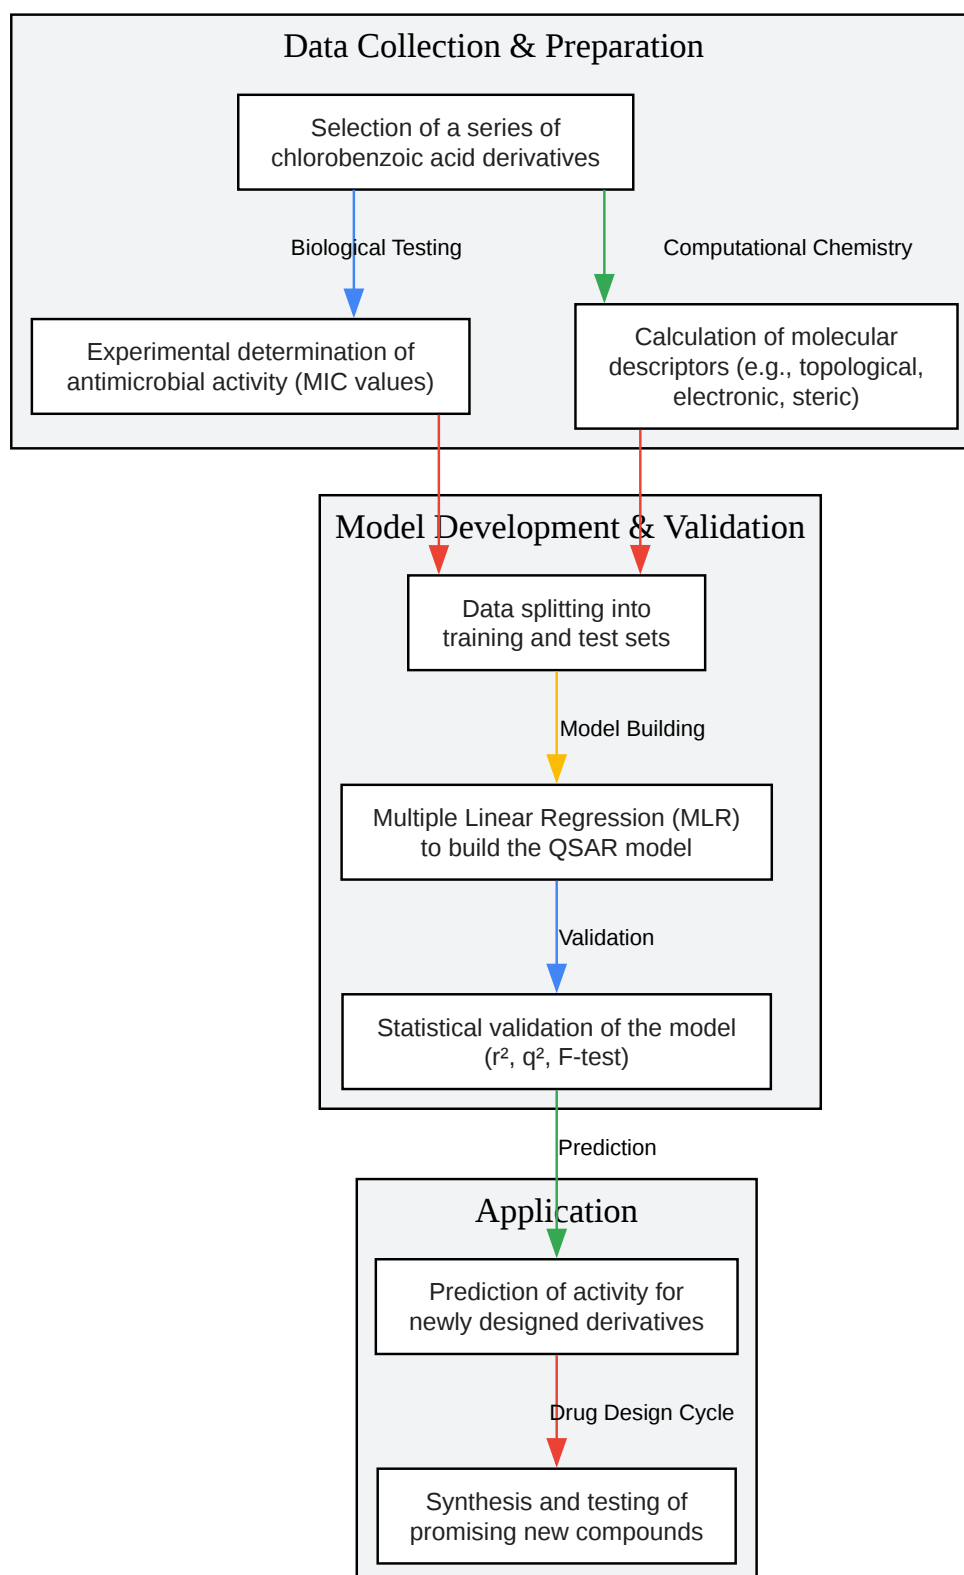 Data Collection & Preparation
Selection of a series of
chlorobenzoic acid derivatives
Biological Testing
Computational Chemistry
Experimental determination of
antimicrobial activity (MIC values)
Calculation of molecular
descriptors (e.g., topological,
electronic, steric)
Model Development & Validation
Data splitting into
training and test sets
Model Building
Multiple Linear Regression (MLR)
to build the QSAR model
Validation
Statistical validation of the model
(r², q², F-test)
Prediction
Application
Prediction of activity for
newly designed derivatives
Drug Design Cycle
Synthesis and testing of
promising new compounds